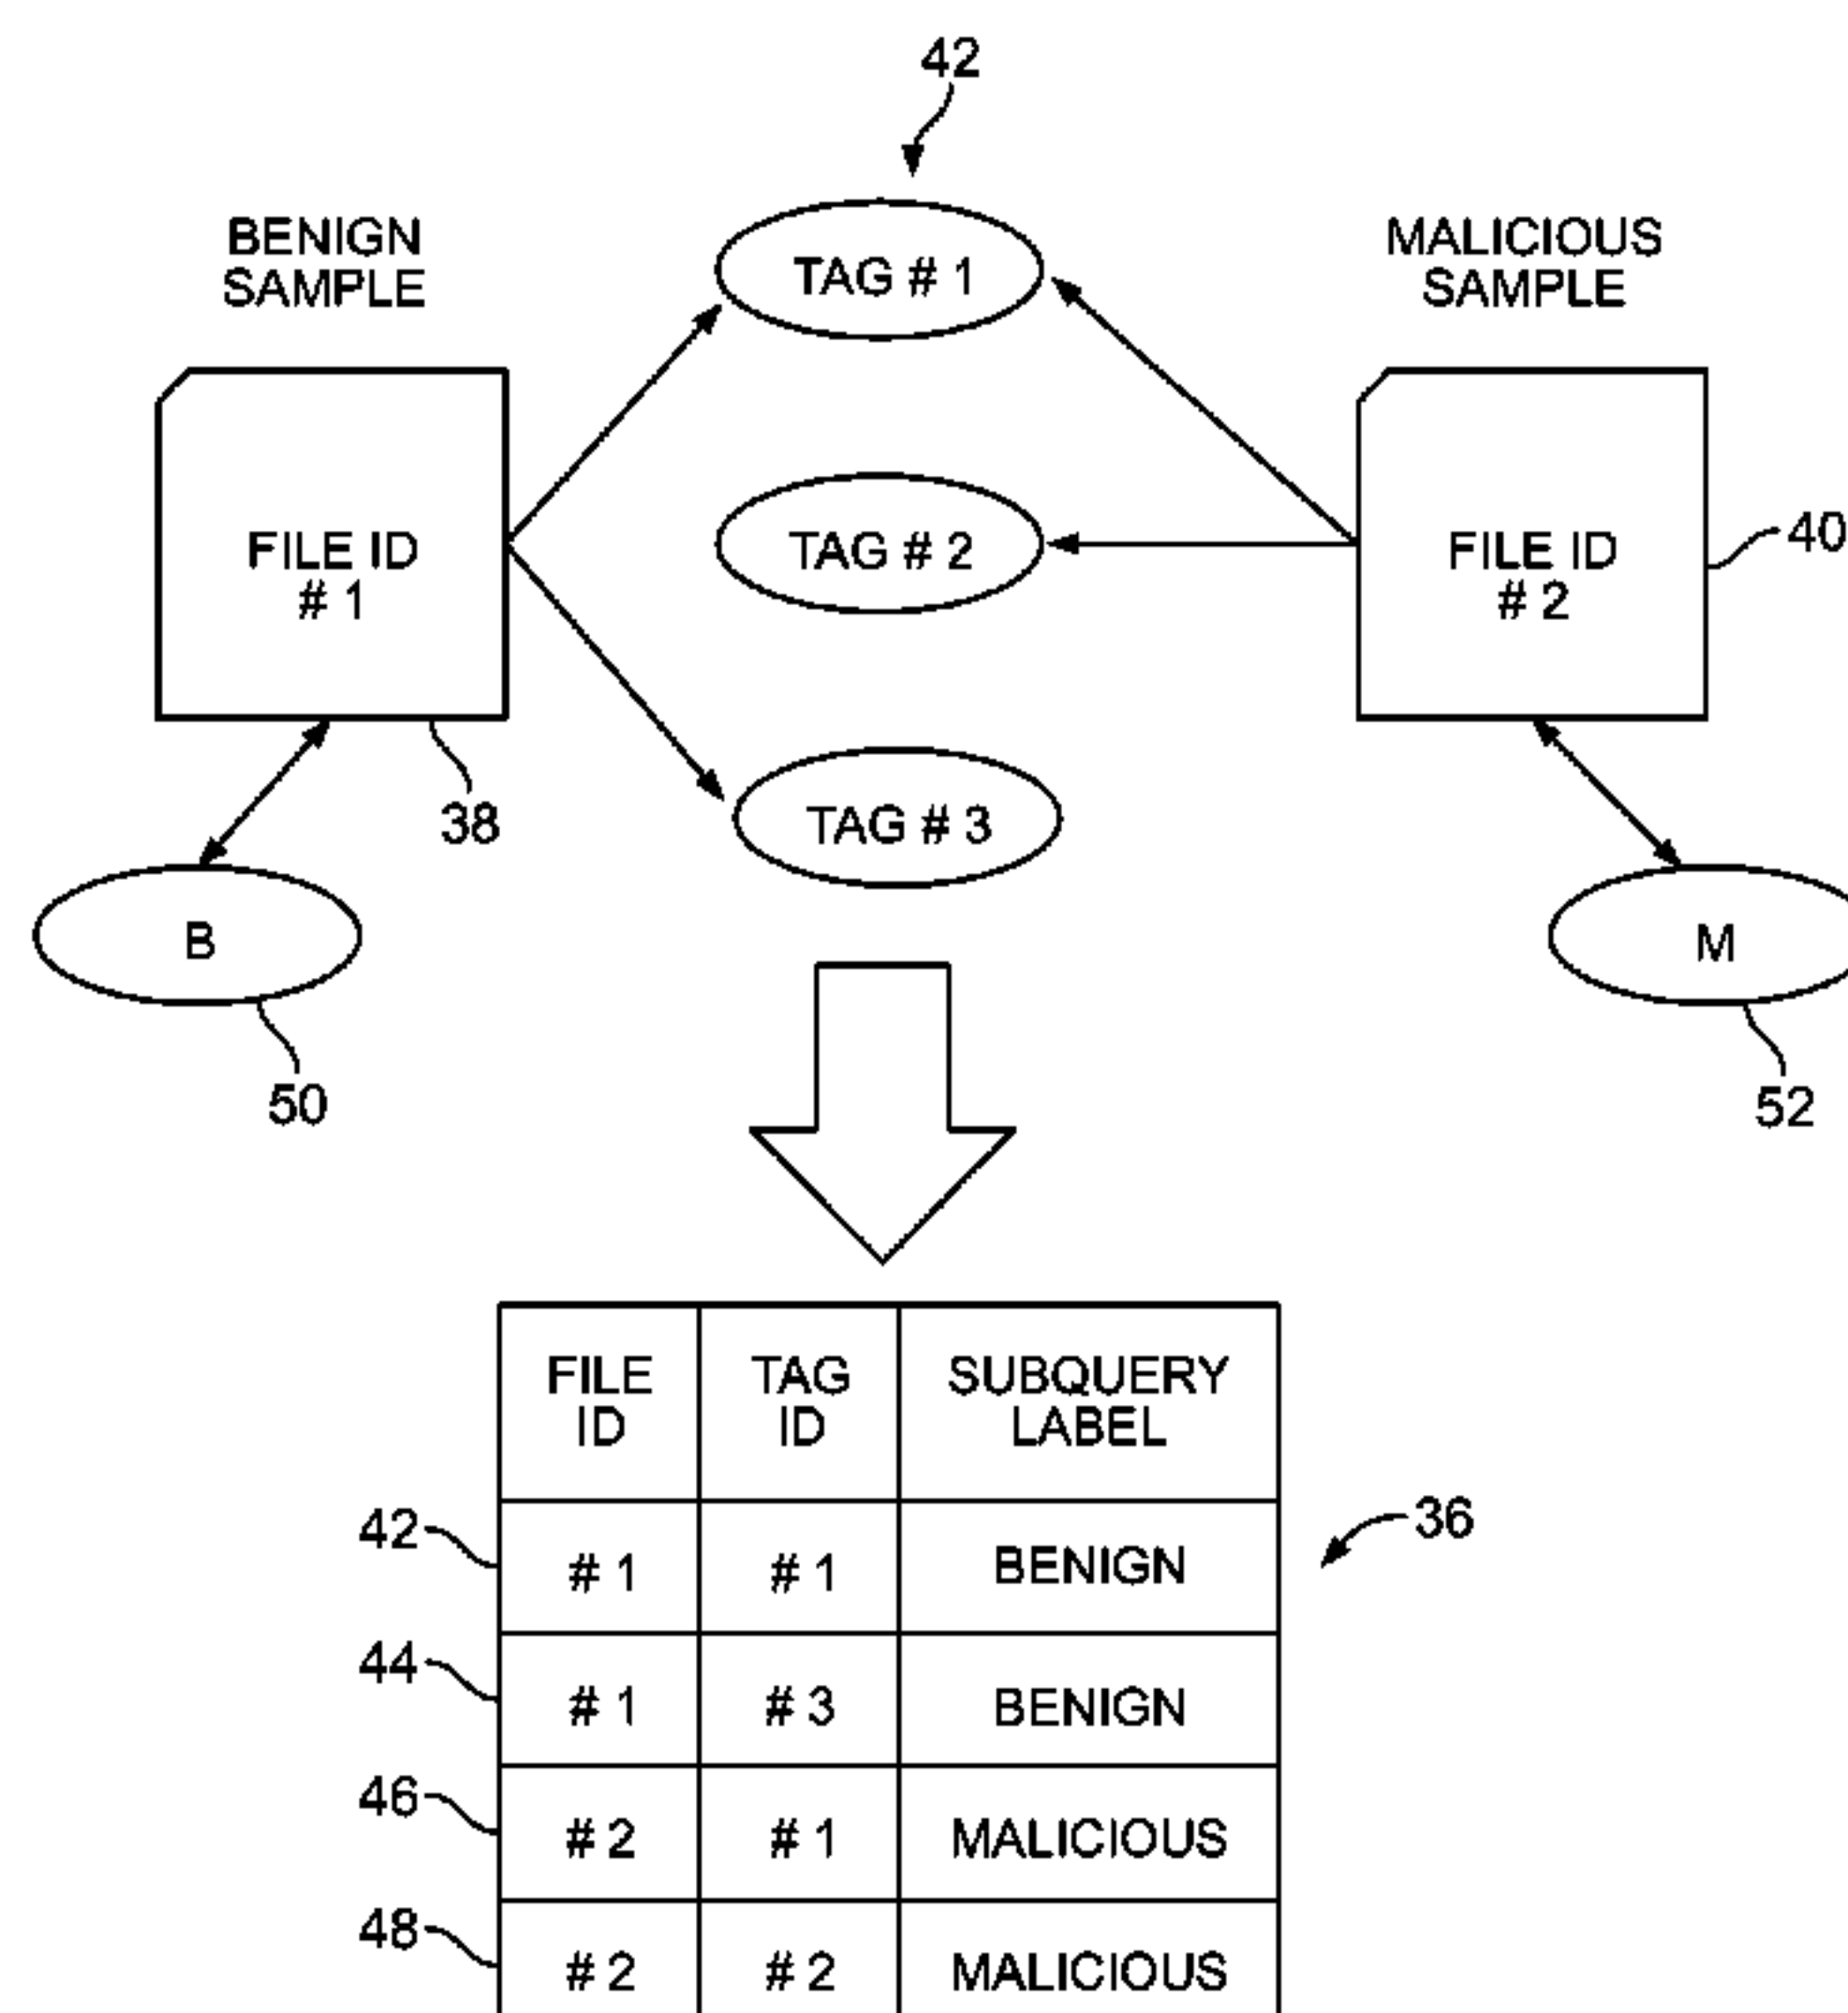 42
BENIGN
SAMPLE
MALICIOUS
SAMPLE
TAG # 1
FILE ID
# 1
TAG # 2
FILE ID
# 2
40
TAG # 3
38
B
M
50
52
FILE
ID
TAG
ID
SUBQUERY
LABEL
42
# 1
# 1
BENIGN
36
44
# 1
# 3
BENIGN
46
# 2
# 1
MALICIOUS
48
# 2
# 2
MALICIOUS